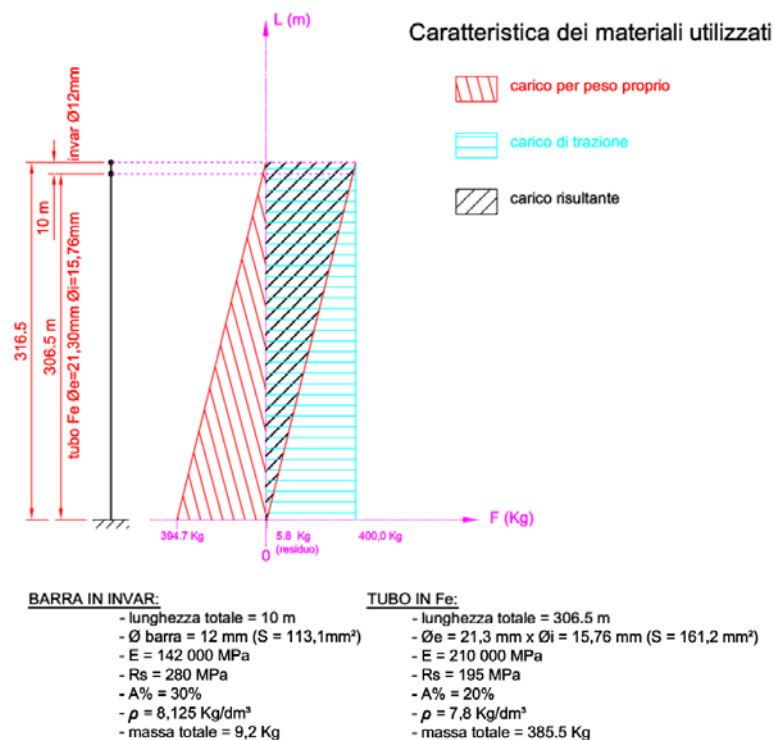 L (m)
Caratteristica dei materiali utilizzati
carico per peso proprio
carico di trazione
carico risultante
invar Ø12mm
10 m
316.5
306.5 m
tubo Fe Øe=21,30mm Øi=15,76mm
F (Kg)
394.7 Kg
5.8 Kg
400,0 Kg
(residuo)
0
BARRA IN INVAR:
- lunghezza totale = 10 m
- Ø barra = 12 mm (S = 113,1mm²)
- E = 142 000 MPa
- Rs = 280 MPa
- A% = 30%
- ρ = 8,125 Kg/dm³
- massa totale = 9,2 Kg
TUBO IN Fe:
- lunghezza totale = 306.5 m
- Øe = 21,3 mm x Øi = 15,76 mm (S = 161,2 mm²)
- E = 210 000 MPa
- Rs = 195 MPa
- A% = 20%
- ρ = 7,8 Kg/dm³
- massa totale = 385.5 Kg